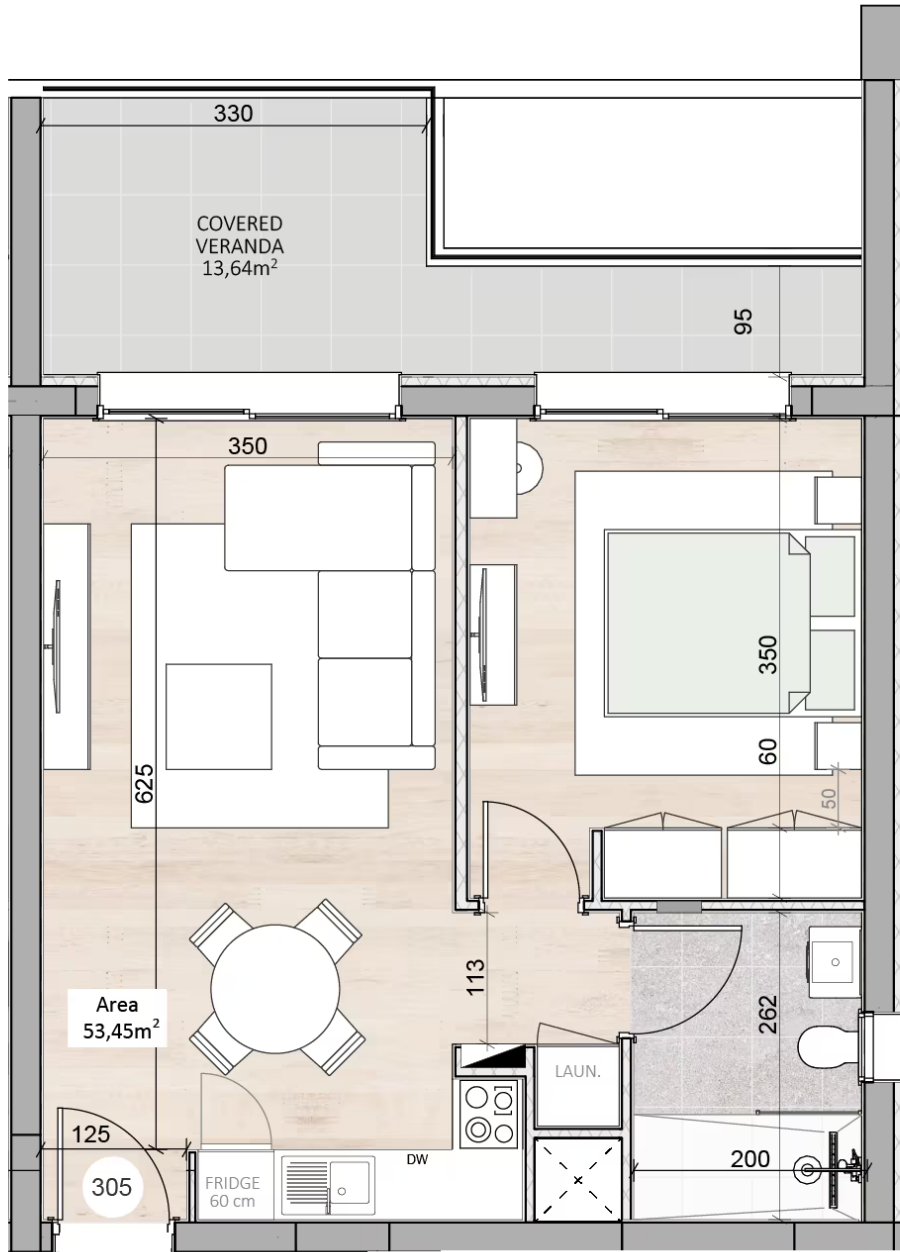 330
COVERED
VERANDA
13,64m²
95
350
350
60
50
625
Area
53,45m²
113
262
LAUN.
125
305
FRIDGE
60 cm
DW
200